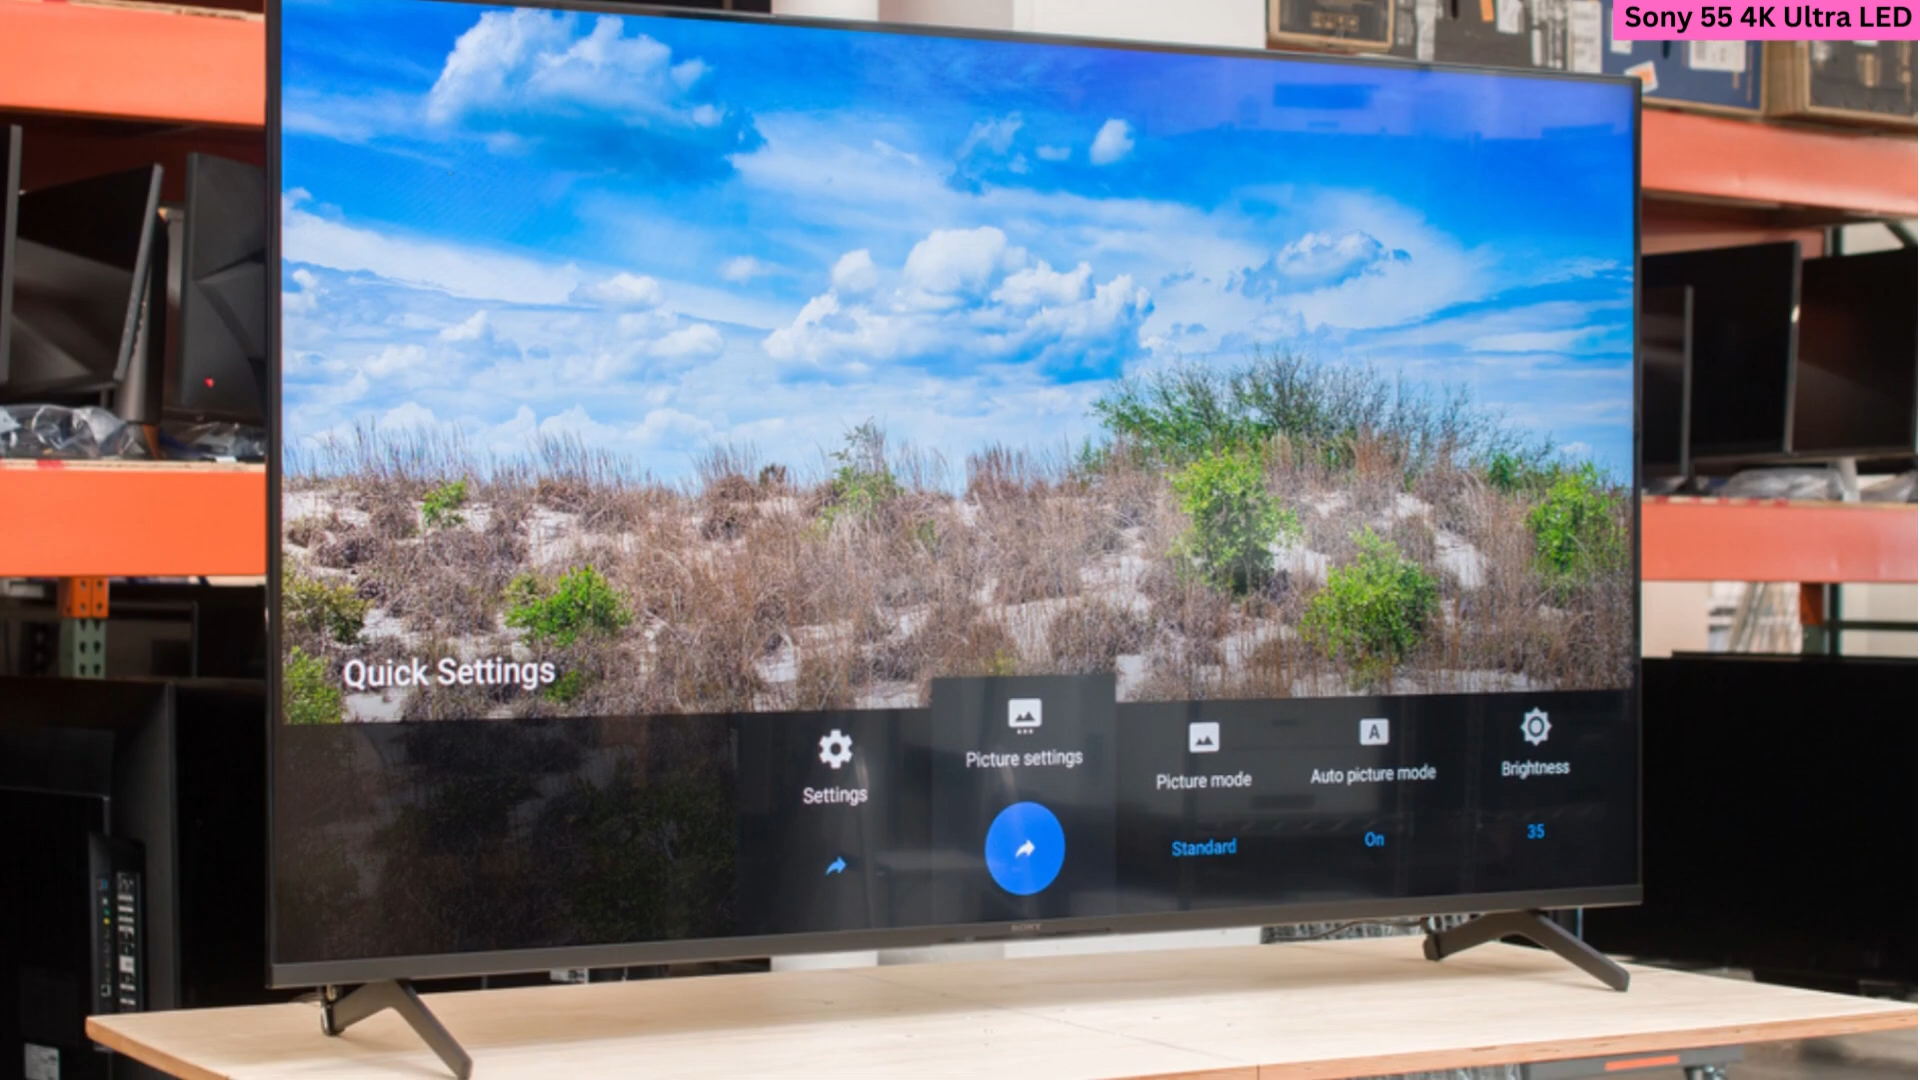 Sony 55 4K Ultra LED
Quick Settings
Settings
Picture settings
Picture mode
Standard
A
Auto picture mode
On
Brightness
35
SONY